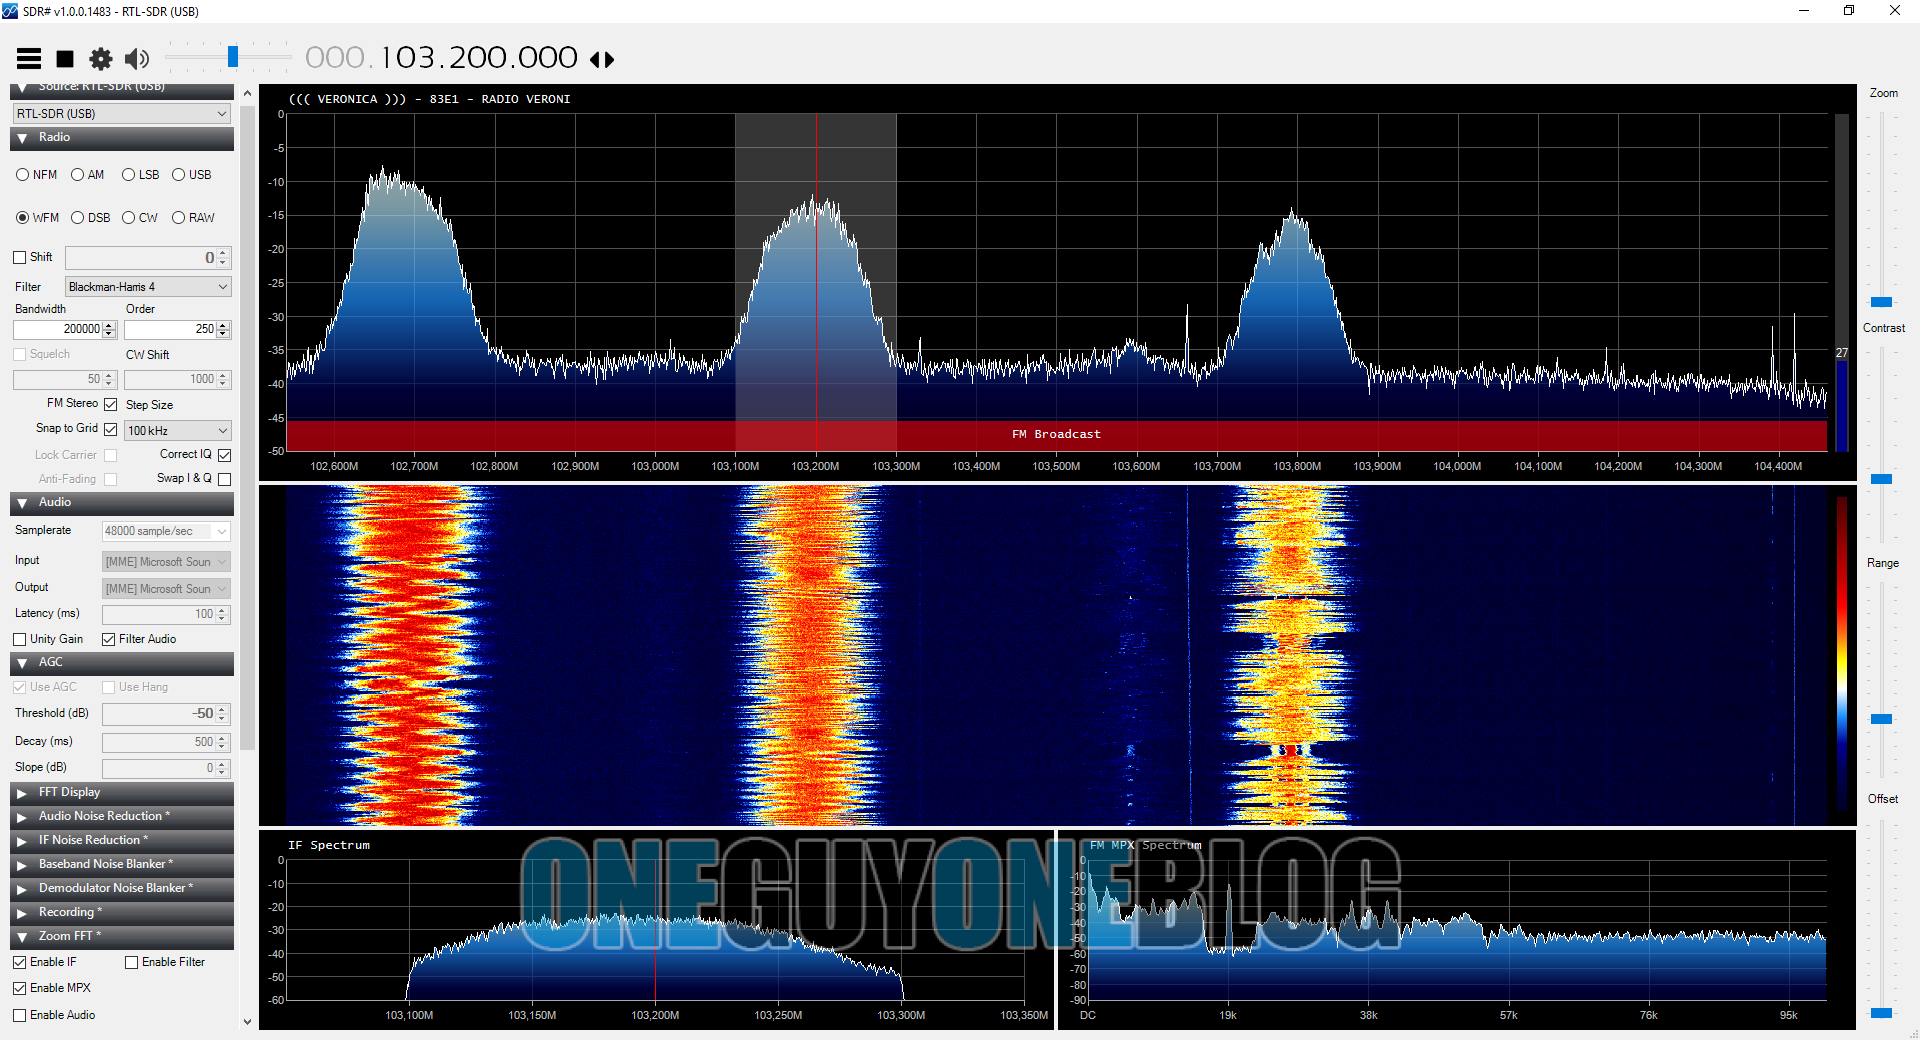 SDR# v1.0.0.1483 - RTL-SDR (USB)
000.103.200.000
Source: RTL-SDR (USB)
RTL-SDR (USB)
Radio
NFM AM LSB USB
WFM DSB CW RAW
Shift 0
Filter Blackman-Harris 4
Bandwidth Order
200000 250
Squelch CW Shift
50 1000
FM Stereo Step Size
Snap to Grid 100 kHz
Lock Carrier Correct IQ
Anti-Fading Swap I & Q
Audio
Samplerate 48000 sample/sec
Input [MME] Microsoft Soun
Output [MME] Microsoft Soun
Latency (ms) 100
Unity Gain Filter Audio
AGC
Use AGC Use Hang
Threshold (dB) -50
Decay (ms) 500
Slope (dB) 0
FFT Display
Audio Noise Reduction *
IF Noise Reduction *
Baseband Noise Blanker *
Demodulator Noise Blanker *
Recording *
Zoom FFT *
Enable IF Enable Filter
Enable MPX
Enable Audio
((( VERONICA ))) - 83E1 - RADIO VERONI
0
-5
-10
-15
-20
-25
-30
-35
-40
-45
-50
27
FM Broadcast
102,600M 102,700M 102,800M 102,900M 103,000M 103,100M 103,200M 103,300M 103,400M 103,500M 103,600M 103,700M 103,800M 103,900M 104,000M 104,100M 104,200M 104,300M 104,400M
IF Spectrum
0
-10
-20
-30
-40
-50
-60
103,100M 103,150M 103,200M 103,250M 103,300M 103,350M
FM MPX Spectrum
0
-10
-20
-30
-40
-50
-60
-70
-80
-90
DC 19k 38k 57k 76k 95k
ONEGUYONEBLOG
Zoom
Contrast
Range
Offset